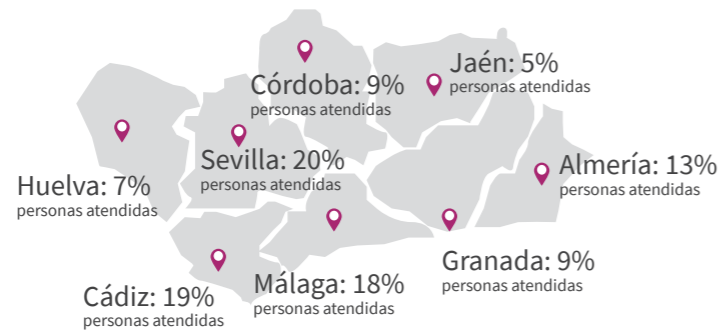 Jaén: 5%
personas atendidas
Córdoba: 9%
personas atendidas
Sevilla: 20%
personas atendidas
Almería: 13%
personas atendidas
Huelva: 7%
personas atendidas
Granada: 9%
personas atendidas
Málaga: 18%
personas atendidas
Cádiz: 19%
personas atendidas